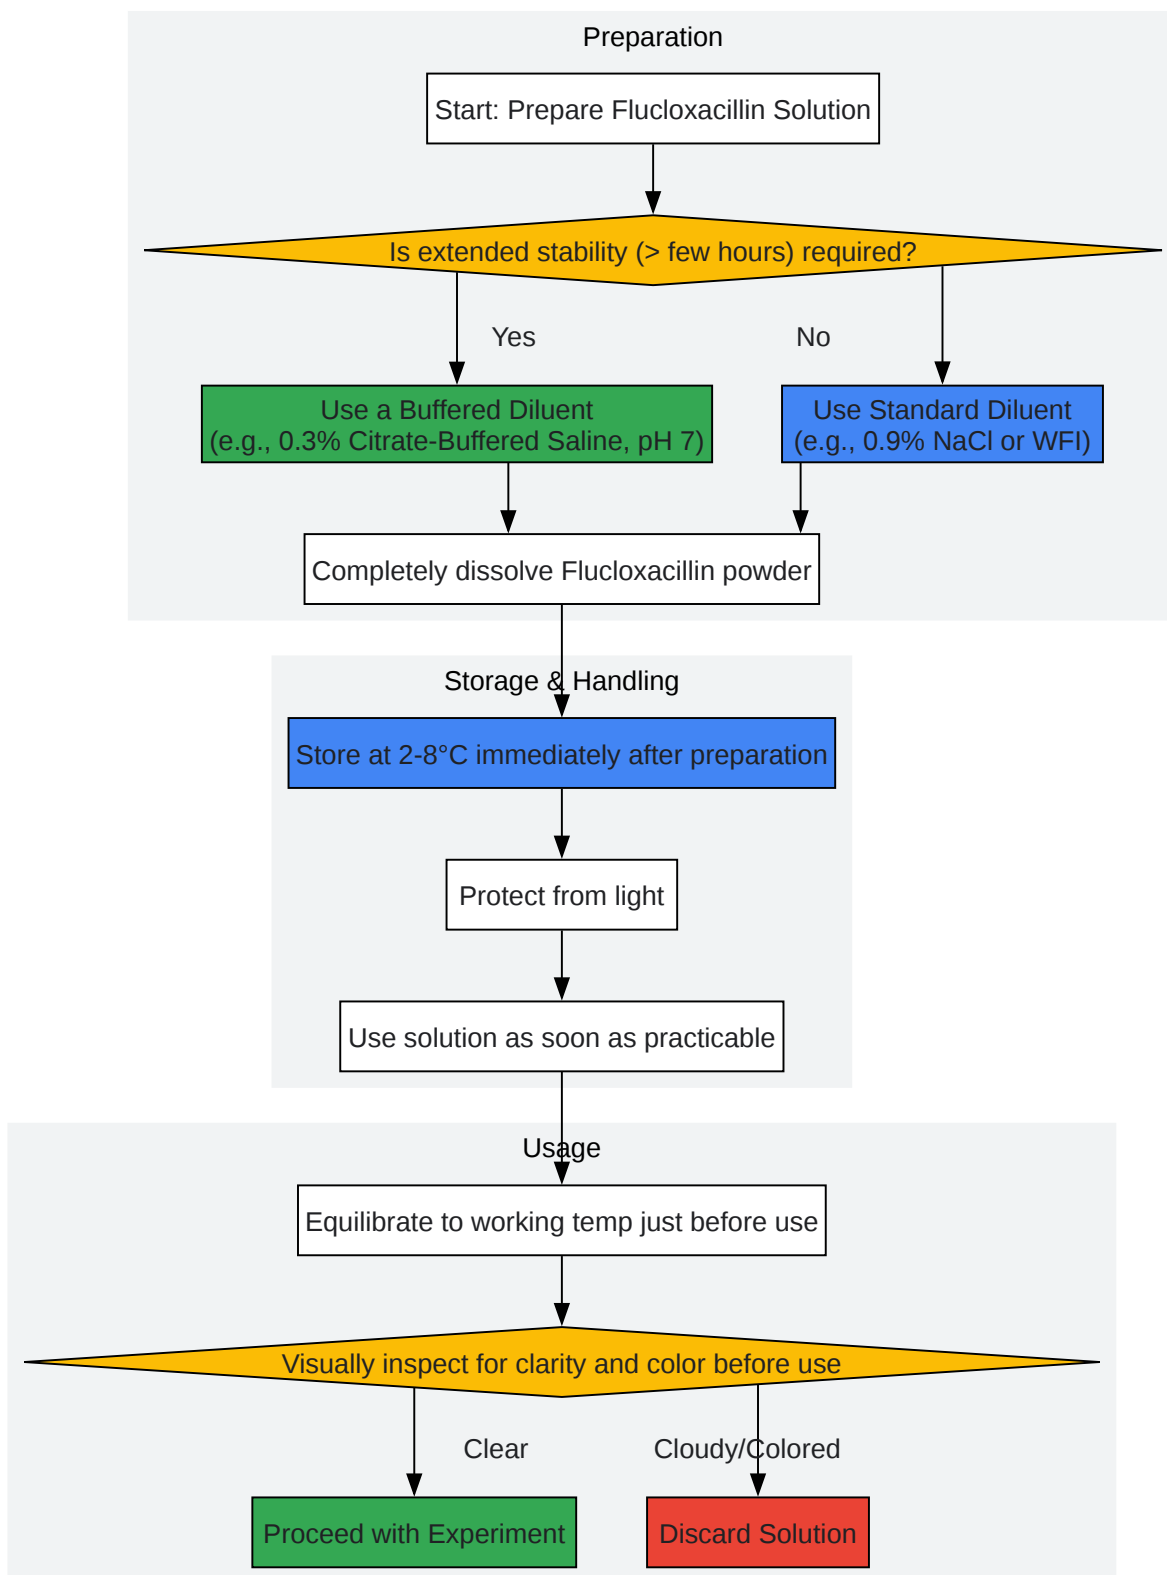 Preparation
Start: Prepare Flucloxacillin Solution
Is extended stability (> few hours) required?
Yes
No
Use a Buffered Diluent
(e.g., 0.3% Citrate-Buffered Saline, pH 7)
Use Standard Diluent
(e.g., 0.9% NaCl or WFI)
Completely dissolve Flucloxacillin powder
Storage & Handling
Store at 2-8°C immediately after preparation
Protect from light
Use solution as soon as practicable
Usage
Equilibrate to working temp just before use
Visually inspect for clarity and color before use
Clear
Cloudy/Colored
Proceed with Experiment
Discard Solution